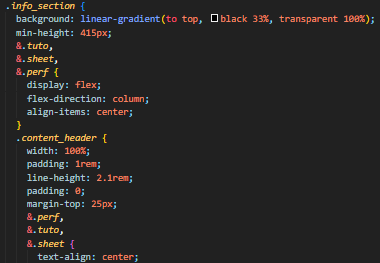 .info_section {
background: linear-gradient(to top, black 33%, transparent 100%);
min-height: 415px;
&.tuto,
&.sheet,
&.perf {
display: flex;
flex-direction: column;
align-items: center;
}
.content_header {
width: 100%;
padding: 1rem;
line-height: 2.1rem;
padding: 0;
margin-top: 25px;
&.perf,
&.tuto,
&.sheet {
text-align: center;